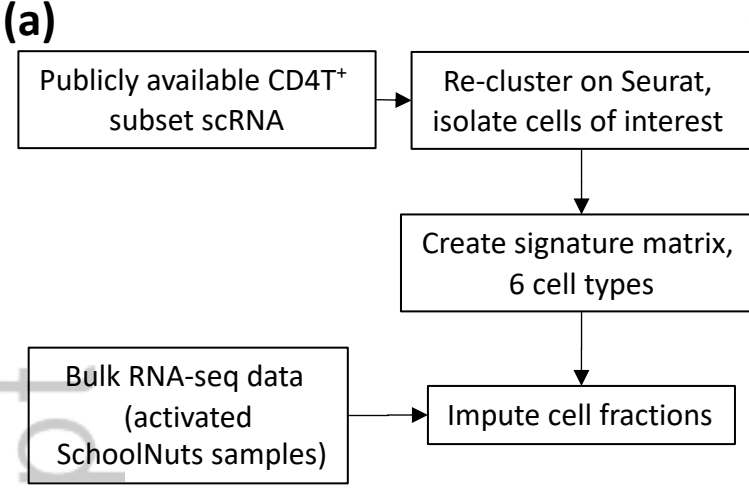 (a)
Publicly available CD4T⁺
subset scRNA
Re-cluster on Seurat,
isolate cells of interest
Create signature matrix,
6 cell types
Bulk RNA-seq data
(activated
SchoolNuts samples)
Impute cell fractions